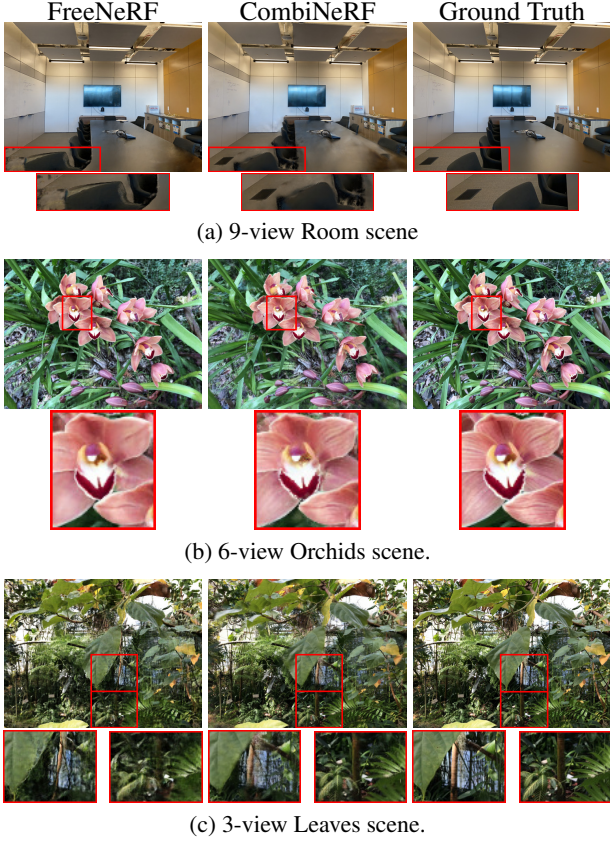 FreeNeRF CombiNeRF Ground Truth
(a) 9-view Room scene
(b) 6-view Orchids scene.
(c) 3-view Leaves scene.